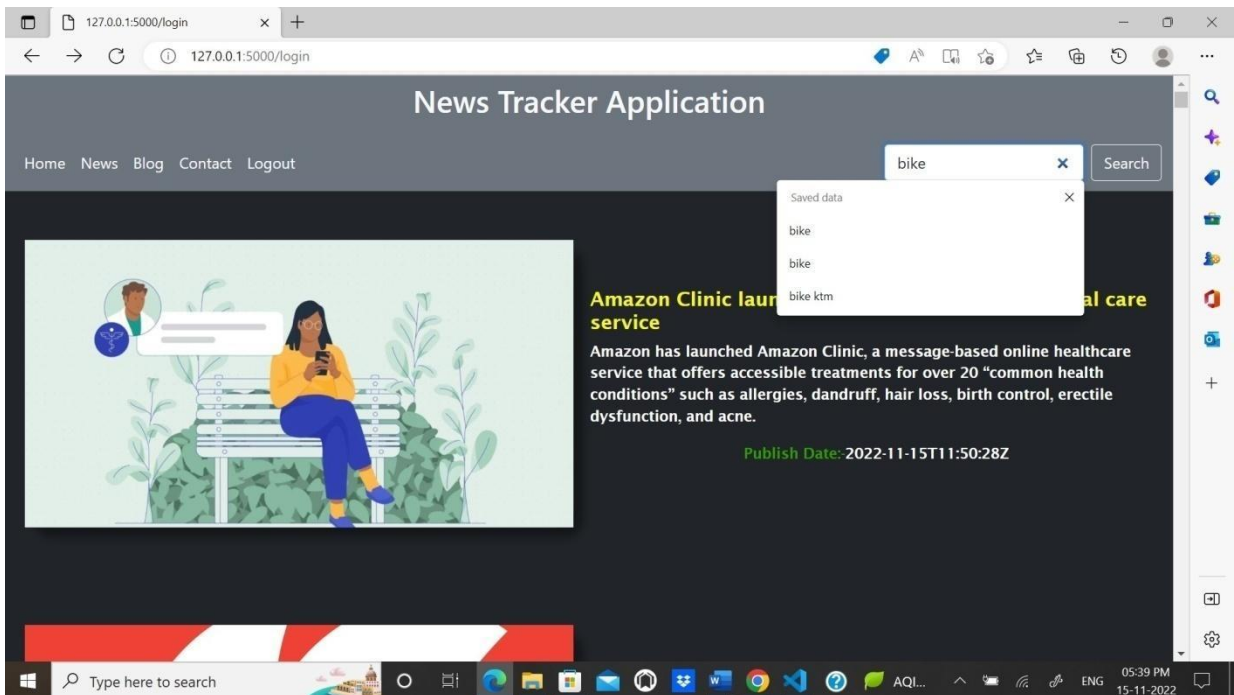 127.0.0.1:5000/login
127.0.0.1:5000/login
News Tracker Application
Home News Blog Contact Logout
bike
Search
Saved data
bike
bike
bike ktm
Amazon Clinic al care
service
Amazon has launched Amazon Clinic, a message-based online healthcare
service that offers accessible treatments for over 20 “common health
conditions” such as allergies, dandruff, hair loss, birth control, erectile
dysfunction, and acne.
Publish Date:-2022-11-15T11:50:28Z
Type here to search
AQI...
ENG
05:39 PM
15-11-2022